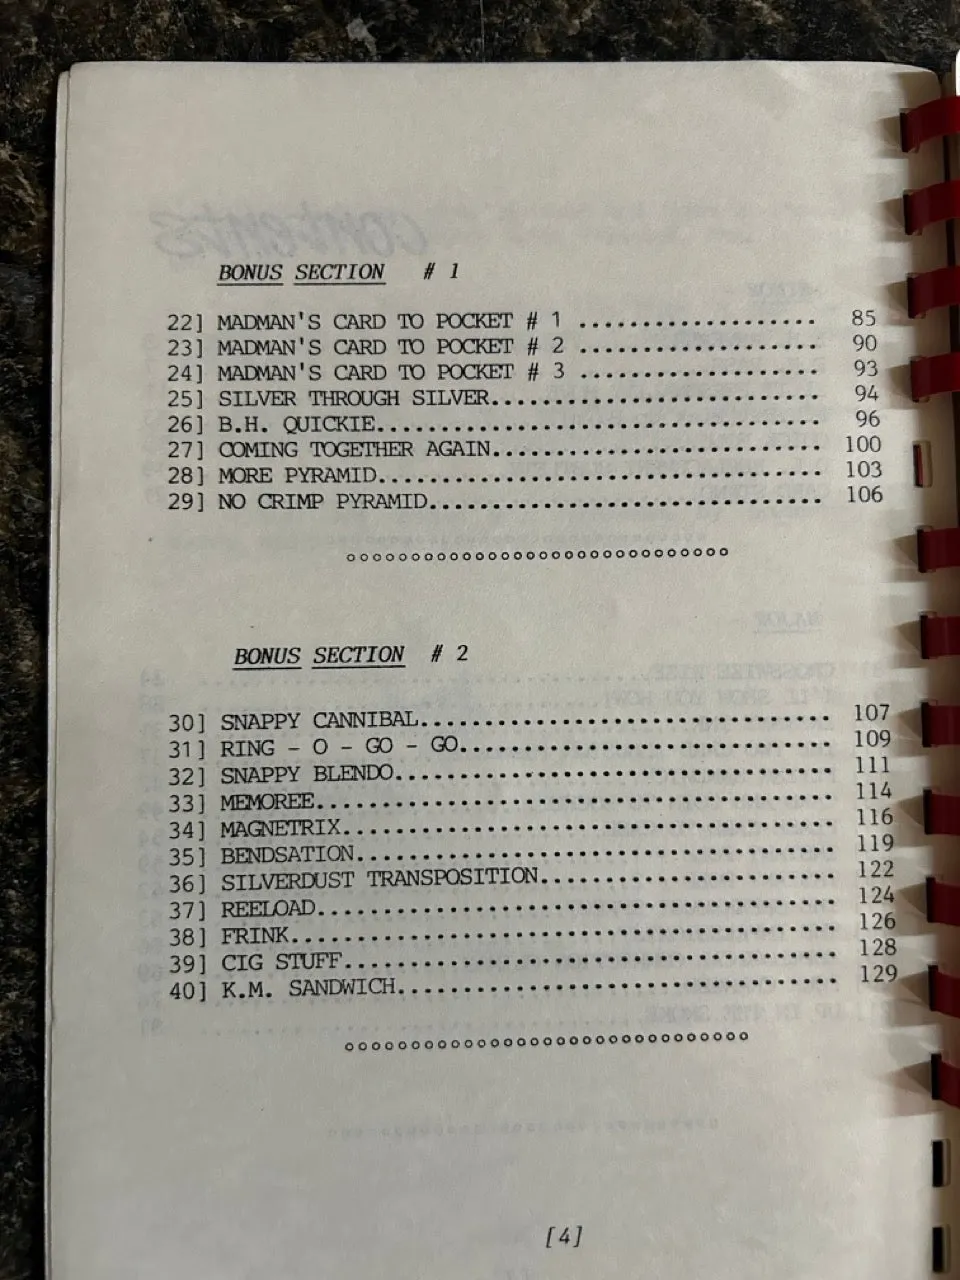 BONUS SECTION # 1
22] MADMAN'S CARD TO POCKET # 1 ................... 85
23] MADMAN'S CARD TO POCKET # 2 ................... 90
24] MADMAN'S CARD TO POCKET # 3 ................... 93
25] SILVER THROUGH SILVER.......................... 94
26] B.H. QUICKIE................................... 96
27] COMING TOGETHER AGAIN.......................... 100
28] MORE PYRAMID................................... 103
29] NO CRIMP PYRAMID............................... 106
BONUS SECTION # 2
30] SNAPPY CANNIBAL................................ 107
31] RING - O - GO - GO............................. 109
32] SNAPPY BLENDO.................................. 111
33] MEMOREE........................................ 114
34] MAGNETRIX...................................... 116
35] BENDSATION..................................... 119
36] SILVERDUST TRANSPOSITION....................... 122
37] REELOAD........................................ 124
38] FRINK.......................................... 126
39] CIG STUFF...................................... 128
40] K.M. SANDWICH.................................. 129
[4]